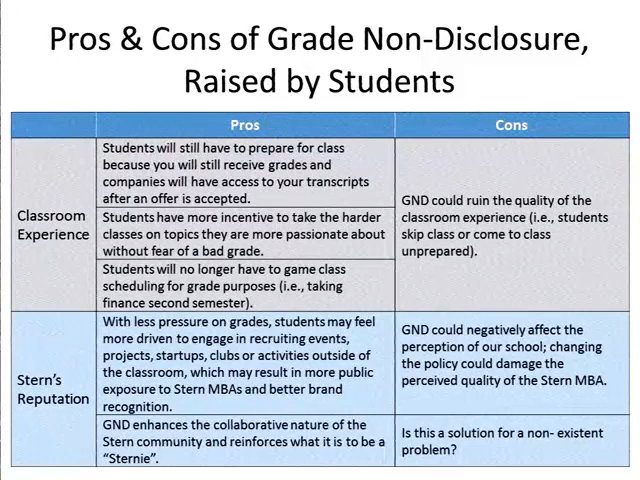 Pros & Cons of Grade Non-Disclosure,
Raised by Students
Pros
Cons
Classroom
Experience
Students will still have to prepare for class
because you will still receive grades and
companies will have access to your transcripts
after an offer is accepted.
Students have more incentive to take the harder
classes on topics they are more passionate about
without fear of a bad grade.
Students will no longer have to game class
scheduling for grade purposes (i.e., taking
finance second semester).
GND could ruin the quality of the
classroom experience (i.e., students
skip class or come to class
unprepared).
Stern's
Reputation
With less pressure on grades, students may feel
more driven to engage in recruiting events,
projects, startups, clubs or activities outside of
the classroom, which may result in more public
exposure to Stern MBAs and better brand
recognition.
GND could negatively affect the
perception of our school; changing
the policy could damage the
perceived quality of the Stern MBA.
GND enhances the collaborative nature of the
Stern community and reinforces what it is to be a
"Sternie".
Is this a solution for a non- existent
problem?